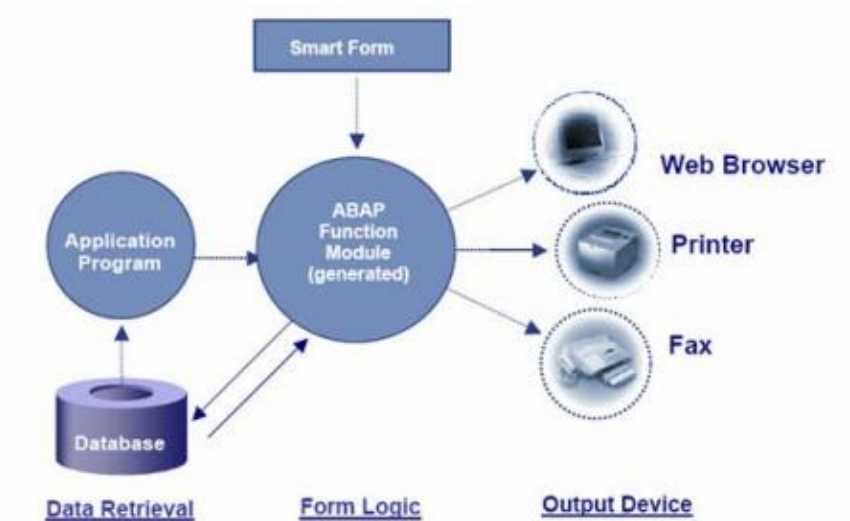 Smart Form
Web Browser
ABAP
Function
Module
(generated)
Application
Program
Printer
Fax
Database
Data Retrieval
Form Logic
Output Device